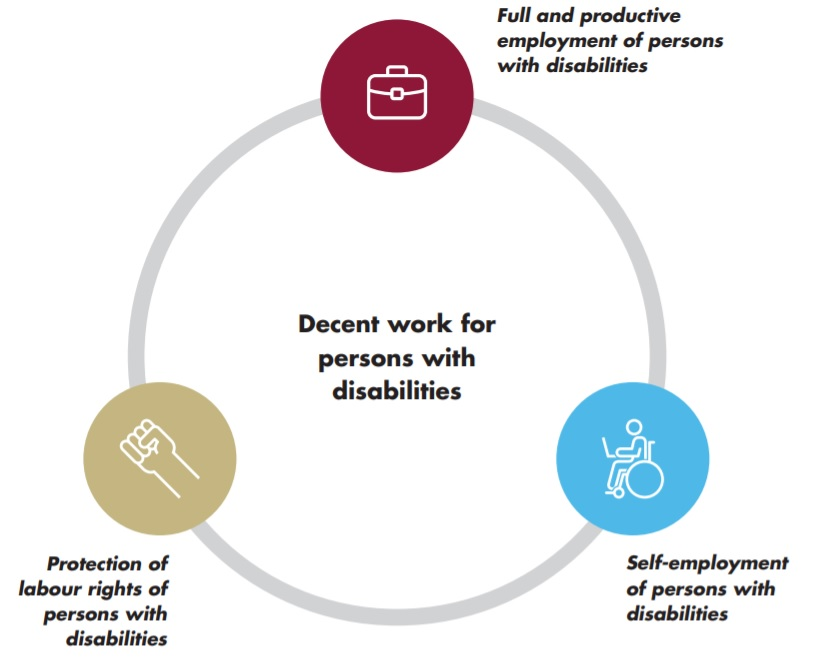 Full and productive
employment of persons
with disabilities
Decent work for
persons with
disabilities
Protection of
labour rights of
persons with
disabilities
Self-employment
of persons with
disabilities